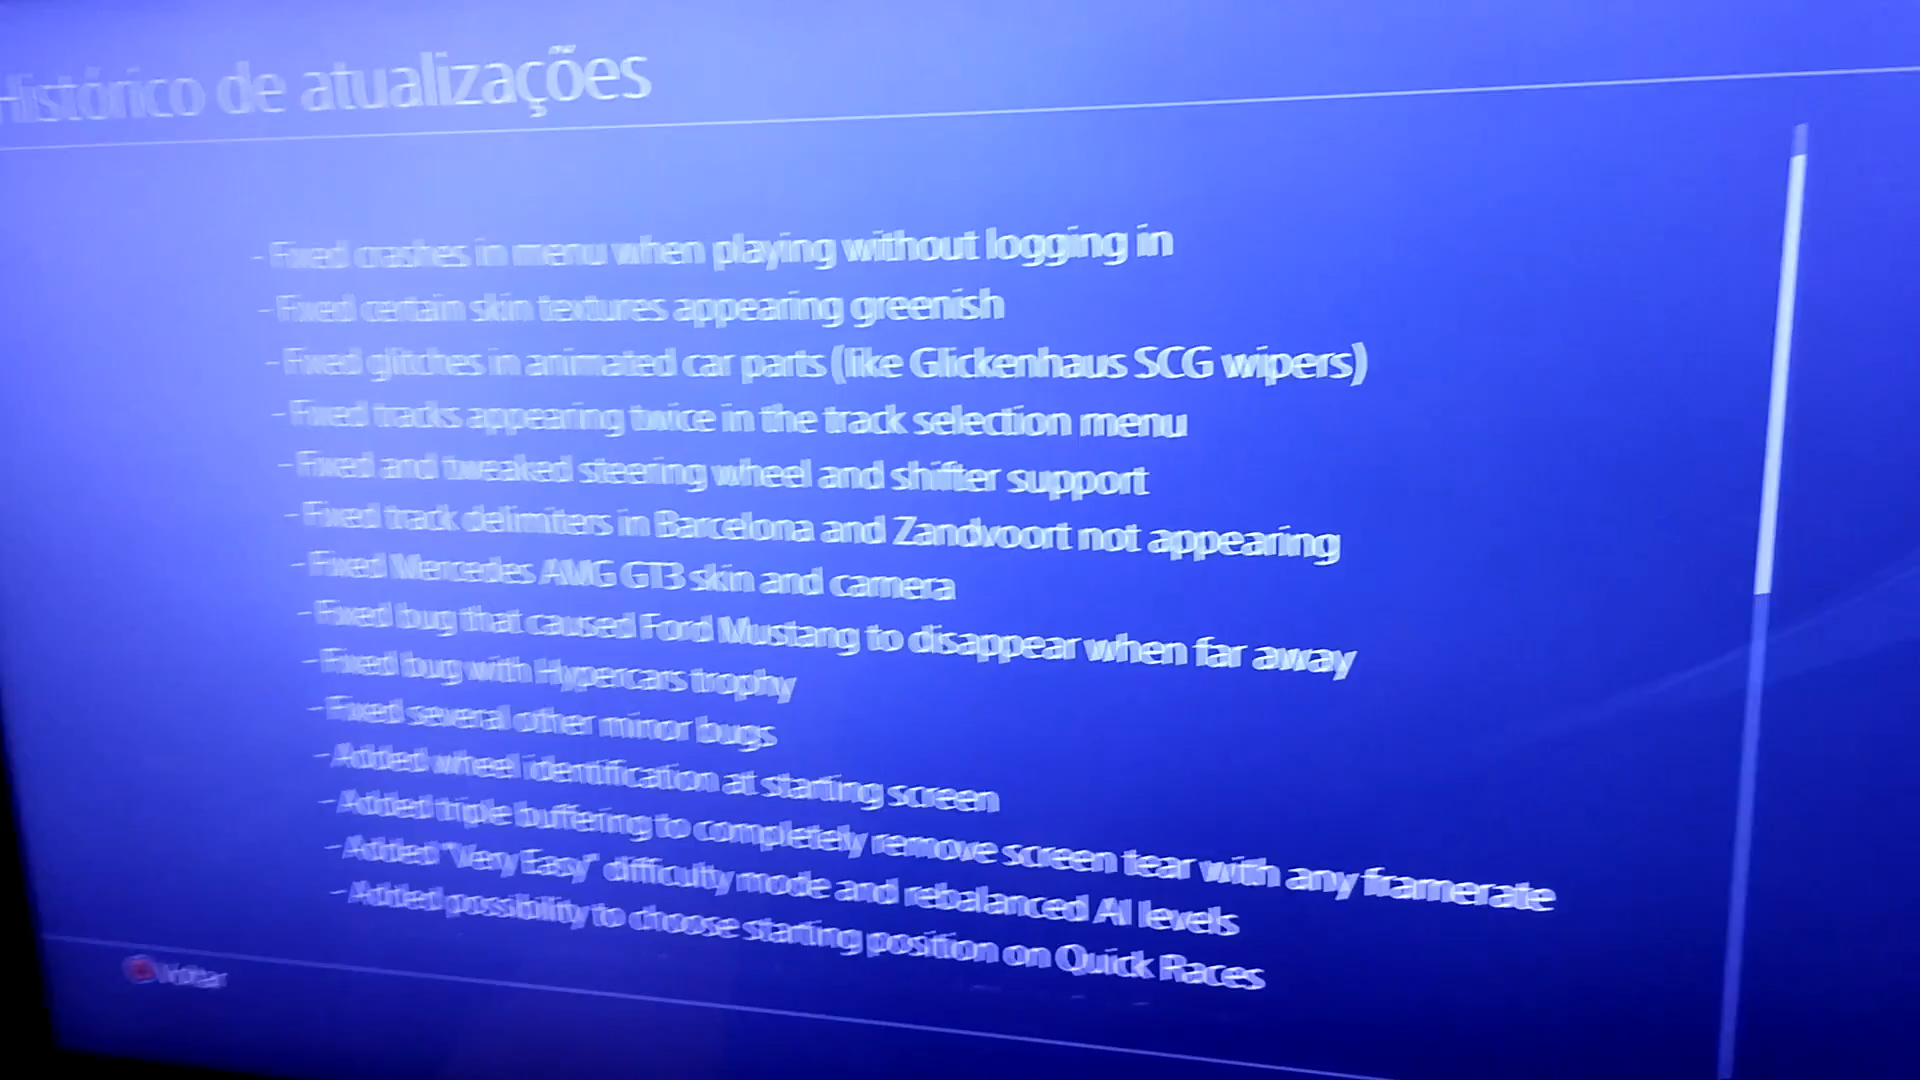 Histórico de atualizações
- Fixed crashes in menu when playing without logging in
- Fixed certain skin textures appearing greenish
- Fixed glitches in animated car parts (like Glickenhaus SCG wipers)
- Fixed tracks appearing twice in the track selection menu
- Fixed and tweaked steering wheel and shifter support
- Fixed track delimiters in Barcelona and Zandvoort not appearing
- Fixed Mercedes AMG GT3 skin and camera
- Fixed bug that caused Ford Mustang to disappear when far away
- Fixed bug with Hypercars trophy
- Fixed several other minor bugs
- Added wheel identification at starting screen
- Added triple buffering to completely remove screen tear with any framerate
- Added "Very Easy" difficulty mode and rebalanced AI levels
- Added possibility to choose starting position on Quick Races
Voltar